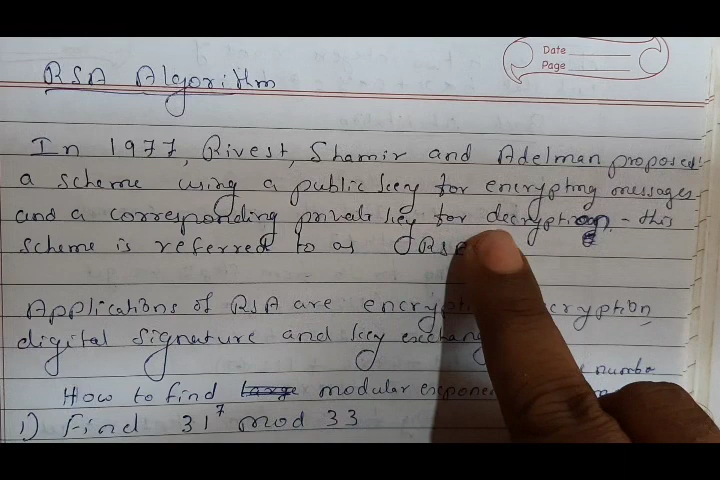 Date
Page
RSA Algorithm
In 1977, Rivest, Shamir and Adelman proposed
a scheme using a public key for encrypting messages
and a corresponding private key for decryption - this
scheme is referred to as
Applications of RSA are
digital signature and key
numbe
How to find modular
1) Find 31^7 mod 33